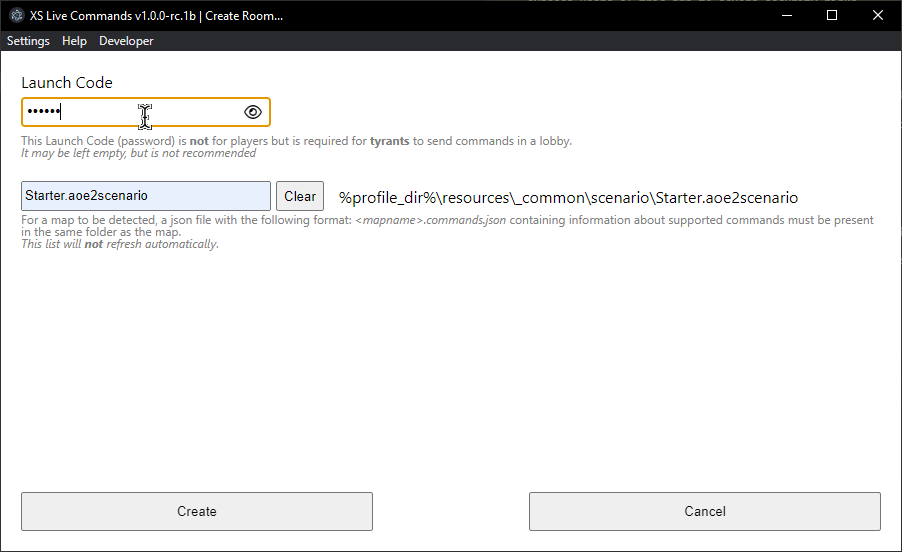 XS Live Commands v1.0.0-rc.1b | Create Room...
Settings Help Developer
Launch Code
••••••
This Launch Code (password) is not for players but is required for tyrants to send commands in a lobby.
It may be left empty, but is not recommended
Starter.aoe2scenario Clear %profile_dir%\resources\_common\scenario\Starter.aoe2scenario
For a map to be detected, a json file with the following format: <mapname>.commands.json containing information about supported commands must be present
in the same folder as the map.
This list will not refresh automatically.
Create Cancel